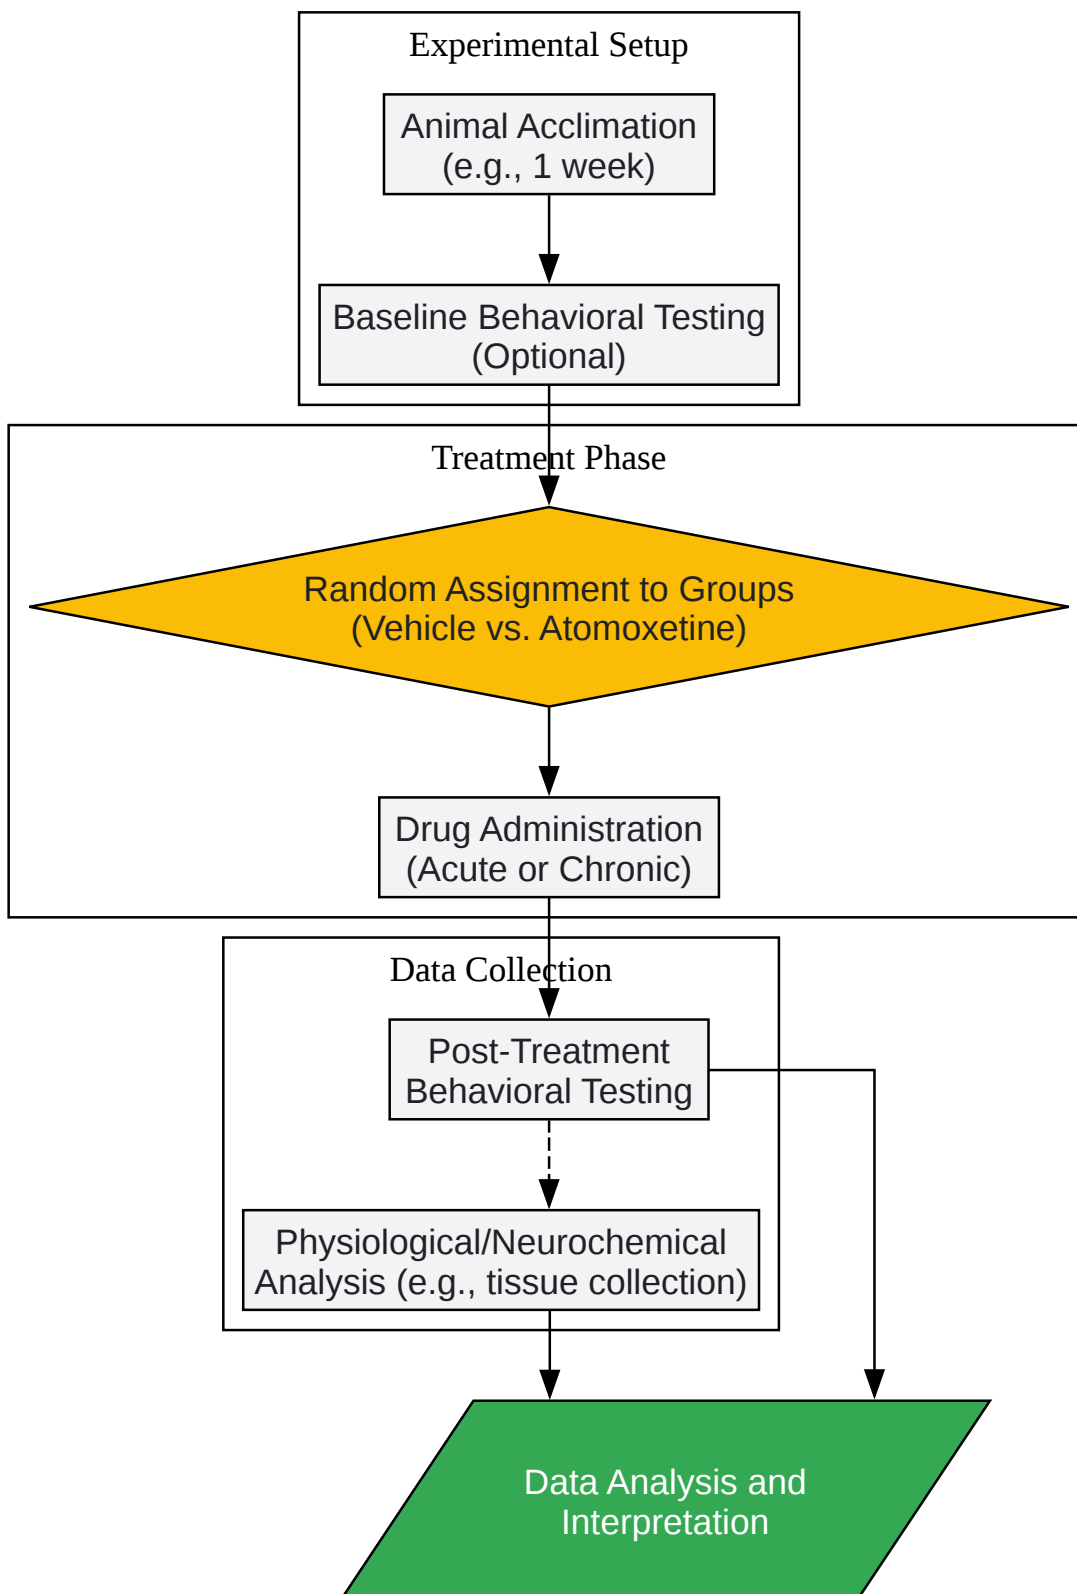 Experimental Setup
Animal Acclimation
(e.g., 1 week)
Baseline Behavioral Testing
(Optional)
Treatment Phase
Random Assignment to Groups
(Vehicle vs. Atomoxetine)
Drug Administration
(Acute or Chronic)
Data Collection
Post-Treatment
Behavioral Testing
Physiological/Neurochemical
Analysis (e.g., tissue collection)
Data Analysis and
Interpretation